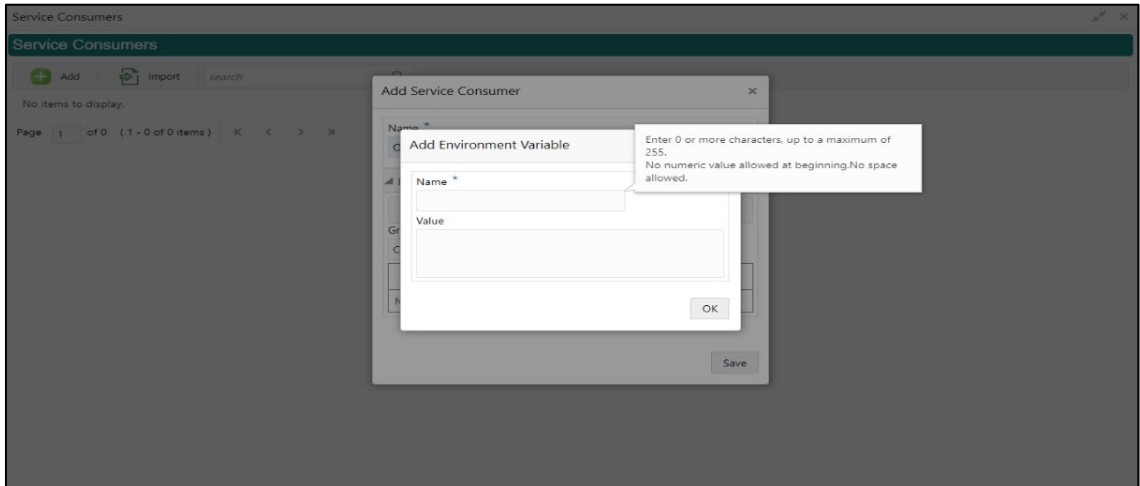 Service Consumers
Service Consumers
Add Import search
No items to display.
Page 1 of 0 ( 1 - 0 of 0 items )
Add Service Consumer
Name *
Add Environment Variable
Enter 0 or more characters, up to a maximum of
255.
No numeric value allowed at beginning.No space
allowed.
Name *
Value
OK
Save